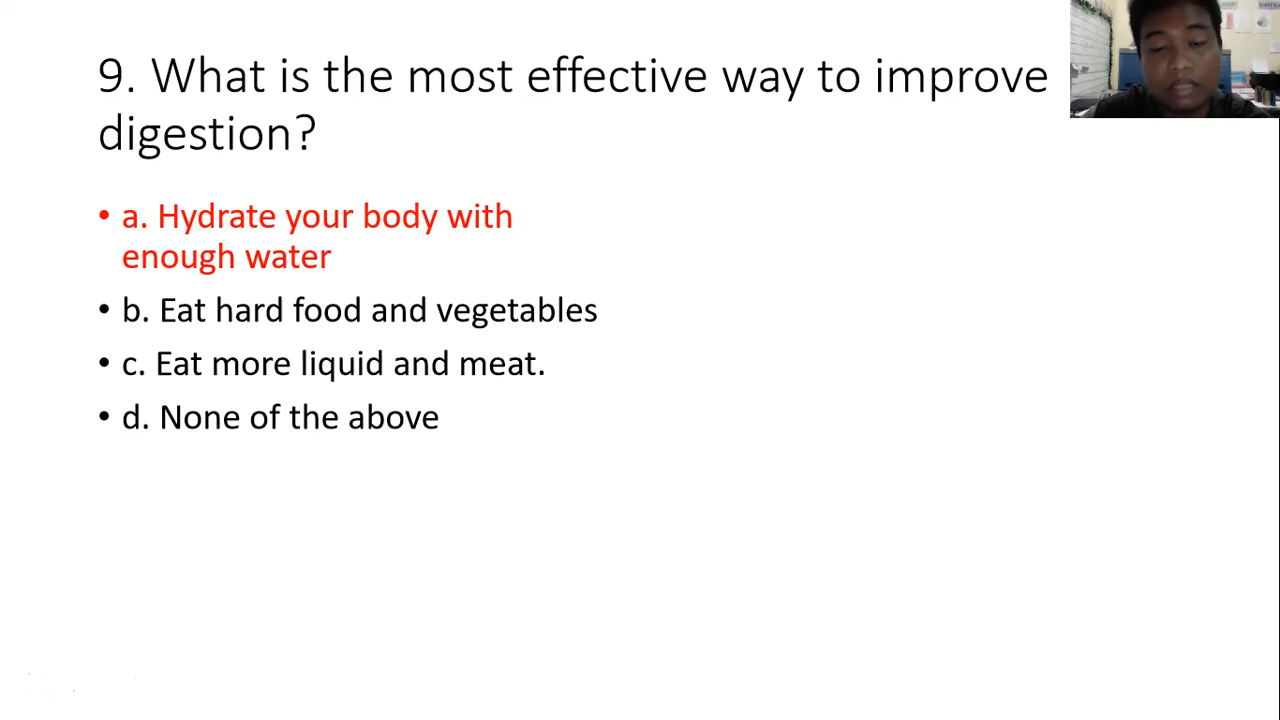 9. What is the most effective way to improve
digestion?
• a. Hydrate your body with
enough water
• b. Eat hard food and vegetables
• c. Eat more liquid and meat.
• d. None of the above